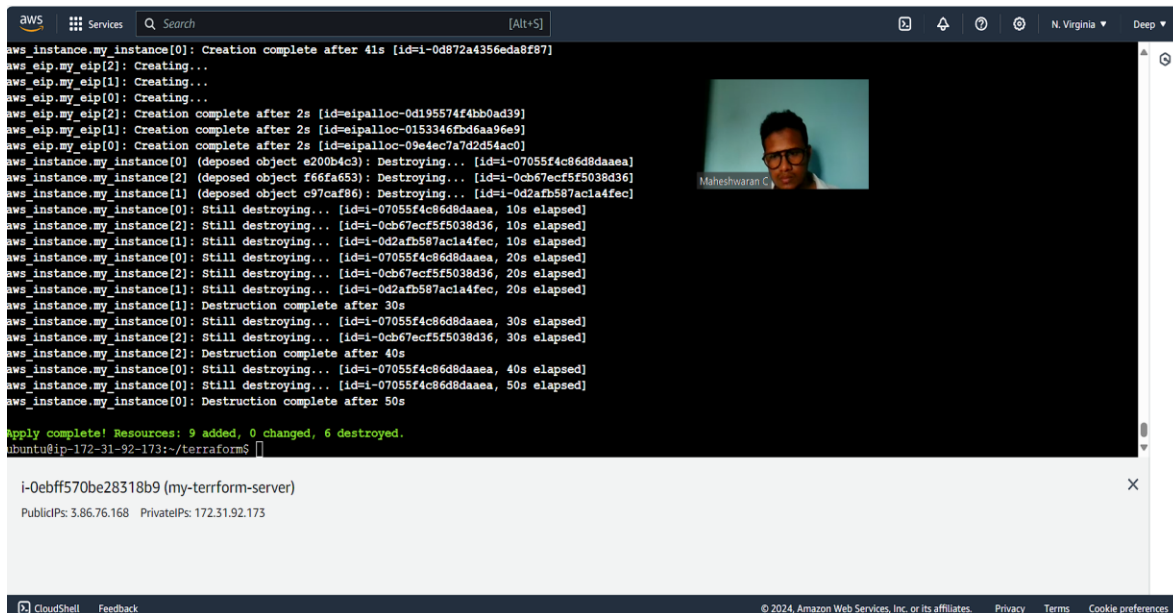 aws Services Search [Alt+S] N. Virginia Deep
aws_instance.my_instance[0]: Creation complete after 41s [id=i-0d872a4356eda8f87]
aws_eip.my_eip[2]: Creating...
aws_eip.my_eip[1]: Creating...
aws_eip.my_eip[0]: Creating...
aws_eip.my_eip[2]: Creation complete after 2s [id=eipalloc-0d195574f4bb0ad39]
aws_eip.my_eip[1]: Creation complete after 2s [id=eipalloc-0153346fbd6aa96e9]
aws_eip.my_eip[0]: Creation complete after 2s [id=eipalloc-09e4ec7a7d2d54ac0]
aws_instance.my_instance[0] (deposed object e200b4c3): Destroying... [id=i-07055f4c86d8daaea]
aws_instance.my_instance[2] (deposed object f66fa653): Destroying... [id=i-0cb67ecf5f5038d36]
aws_instance.my_instance[1] (deposed object c97caf86): Destroying... [id=i-0d2afb587ac1a4fec]
Maheshwaran C
aws_instance.my_instance[0]: Still destroying... [id=i-07055f4c86d8daaea, 10s elapsed]
aws_instance.my_instance[2]: Still destroying... [id=i-0cb67ecf5f5038d36, 10s elapsed]
aws_instance.my_instance[1]: Still destroying... [id=i-0d2afb587ac1a4fec, 10s elapsed]
aws_instance.my_instance[0]: Still destroying... [id=i-07055f4c86d8daaea, 20s elapsed]
aws_instance.my_instance[2]: Still destroying... [id=i-0cb67ecf5f5038d36, 20s elapsed]
aws_instance.my_instance[1]: Still destroying... [id=i-0d2afb587ac1a4fec, 20s elapsed]
aws_instance.my_instance[1]: Destruction complete after 30s
aws_instance.my_instance[0]: Still destroying... [id=i-07055f4c86d8daaea, 30s elapsed]
aws_instance.my_instance[2]: Still destroying... [id=i-0cb67ecf5f5038d36, 30s elapsed]
aws_instance.my_instance[2]: Destruction complete after 40s
aws_instance.my_instance[0]: Still destroying... [id=i-07055f4c86d8daaea, 40s elapsed]
aws_instance.my_instance[0]: Still destroying... [id=i-07055f4c86d8daaea, 50s elapsed]
aws_instance.my_instance[0]: Destruction complete after 50s
Apply complete! Resources: 9 added, 0 changed, 6 destroyed.
ubuntu@ip-172-31-92-173:~/terraform$
i-0ebff570be28318b9 (my-terrform-server)
PublicIPs: 3.86.76.168 PrivateIPs: 172.31.92.173
CloudShell Feedback © 2024, Amazon Web Services, Inc. or its affiliates. Privacy Terms Cookie preferences